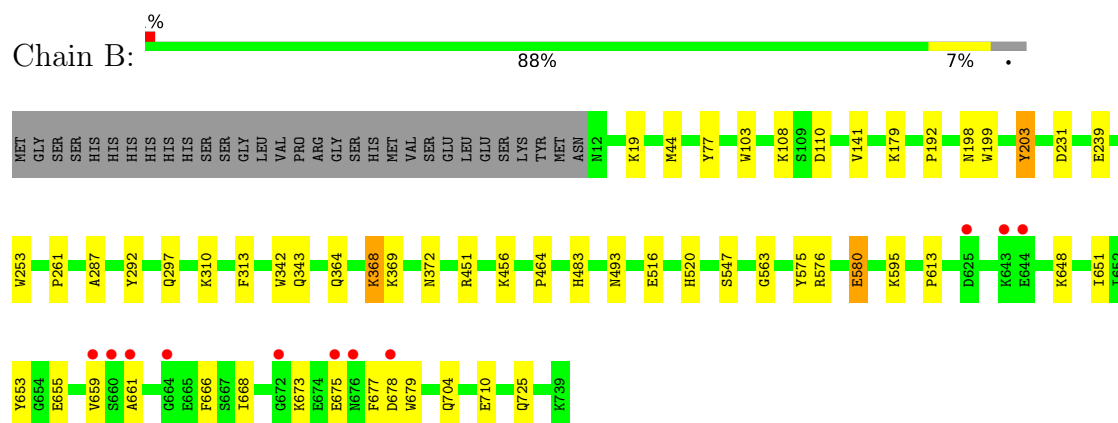 .%
Chain B:
88% 7% •
MET GLY SER SER HIS HIS HIS HIS HIS HIS SER SER GLY LEU VAL PRO ARG GLY SER HIS MET VAL SER GLU LEU GLU SER LYS TYR MET ASN N12 K19 M44 Y77 W103 K108 S109 D110 V141 K179 P192 N198 W199 Y203 D231 E239
W253 P261 A287 Y292 Q297 K310 F313 W342 Q343 Q364 K368 K369 N372 R451 K456 P464 H483 N493 E516 H520 S547 G563 Y575 R576 E580 K595 P613 D625 K643 E644 K648 I651 I652
Y653 G654 E655 V659 S660 A661 G664 E665 F666 S667 I668 G672 K673 E674 E675 N676 F677 D678 W679 Q704 E710 Q725 K739